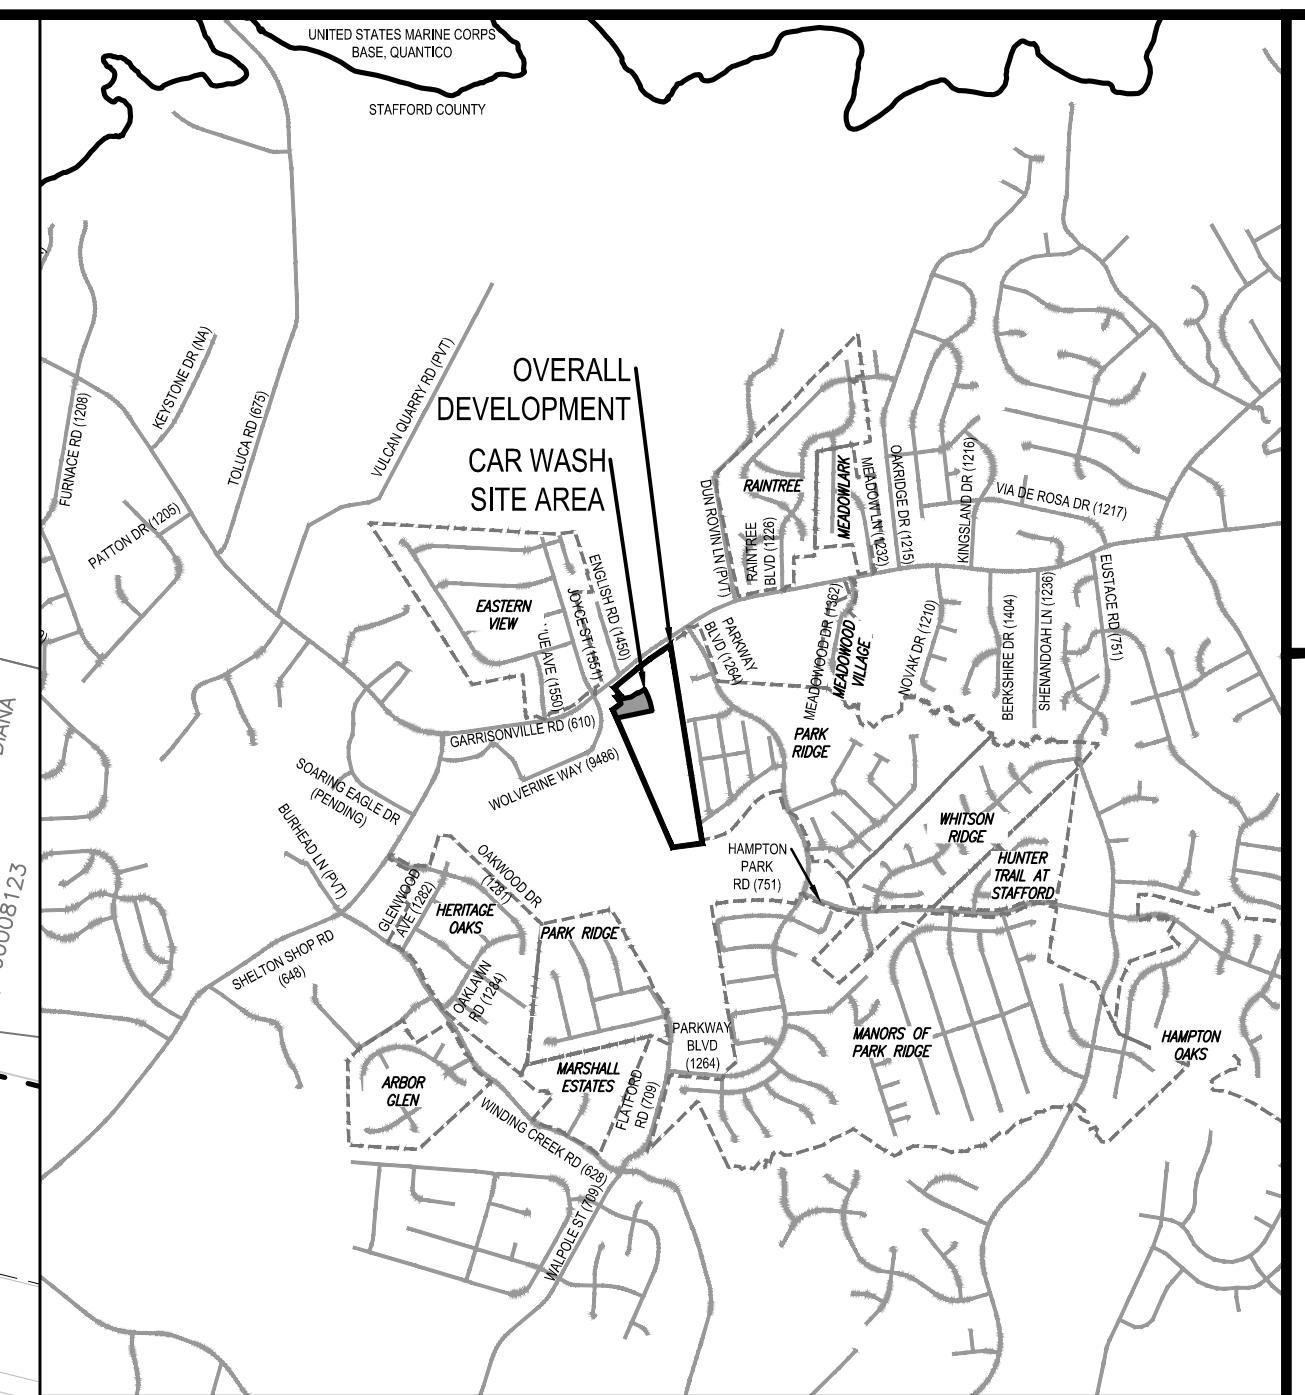 UNITED STATES MARINE CORPS
BASE, QUANTICO
STAFFORD COUNTY
KEYSTONE DR (NA)
FURNACE RD (1208)
TOLUCA RD (675)
VULCAN QUARRY RD (PVT)
PATTON DR (1205)
OVERALL
DEVELOPMENT
CAR WASH
SITE AREA
RAINTREE
MEADOWLARK
MEADOW LN (1232)
OAKRIDGE DR (1215)
KINGSLAND DR (1216)
VIA DE ROSA DR (1217)
DUN ROVIN LN (PVT)
RAINTREE
BLVD (1226)
EASTERN
VIEW
ENGLISH RD (1450)
JOYCE ST (1551)
UE AVE (1550)
PARKWAY
BLVD (1264)
MEADOWOOD DR (1362)
MEADOWOOD
VILLAGE
NOVAK DR (1210)
BERKSHIRE DR (1404)
SHENANDOAH LN (1236)
EUSTACE RD (751)
GARRISONVILLE RD (610)
WOLVERINE WAY (9486)
PARK
RIDGE
SOARING EAGLE DR
(PENDING)
BURHEAD LN (PVT)
DIANA
00008123
WHITSON
RIDGE
HUNTER
TRAIL AT
STAFFORD
HAMPTON
PARK
RD (751)
GLENWOOD
AVE (1282)
OAKWOOD DR
(1281)
HERITAGE
OAKS
PARK RIDGE
SHELTON SHOP RD
(648)
OAKLAWN
RD (1284)
PARKWAY
BLVD
(1264)
MANORS OF
PARK RIDGE
HAMPTON
OAKS
MARSHALL
ESTATES
FLATFORD
RD (709)
ARBOR
GLEN
WINDING CREEK RD (628)
WALPOLE ST (709)